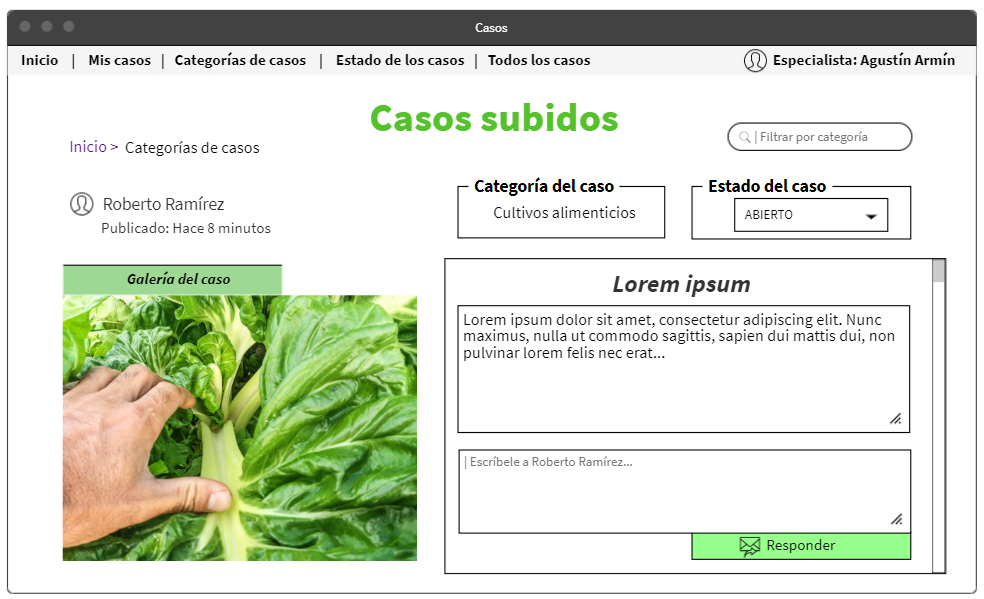 Casos
Inicio | Mis casos | Categorías de casos | Estado de los casos | Todos los casos
Especialista: Agustín Armín
Casos subidos
| Filtrar por categoría
Inicio > Categorías de casos
Roberto Ramírez
Publicado: Hace 8 minutos
Categoría del caso
Cultivos alimenticios
Estado del caso
ABIERTO
Galería del caso
Lorem ipsum
Lorem ipsum dolor sit amet, consectetur adipiscing elit. Nunc
maximus, nulla ut commodo sagittis, sapien dui mattis dui, non
pulvinar lorem felis nec erat...
| Escríbele a Roberto Ramírez...
Responder